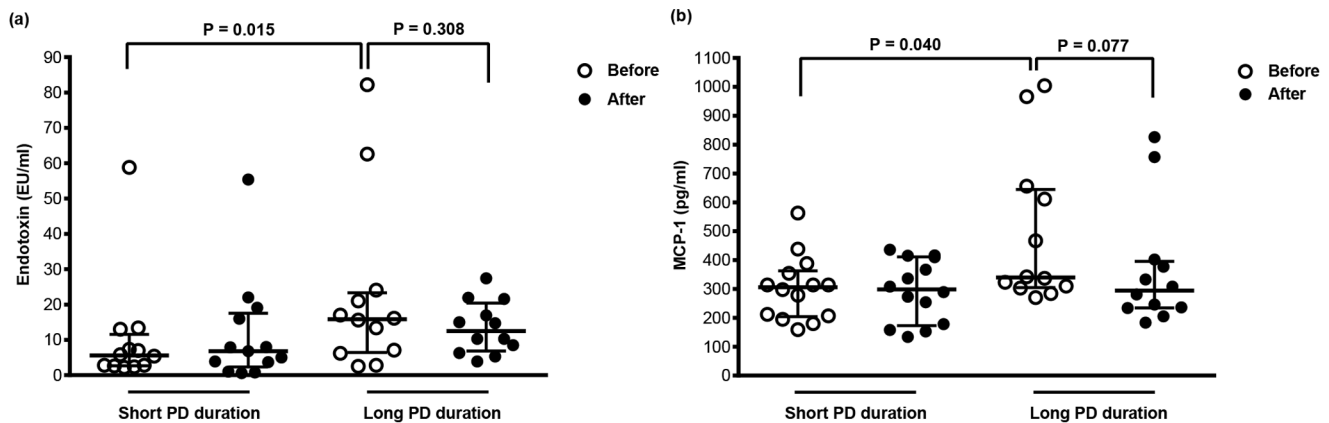 (a)
P = 0.015
P = 0.308
90
80
70
60
50
40
30
20
10
0
Endotoxin (EU/ml)
Before
After
Short PD duration
Long PD duration
(b)
P = 0.040
P = 0.077
1100
1000
900
800
700
600
500
400
300
200
100
0
MCP-1 (pg/ml)
Before
After
Short PD duration
Long PD duration